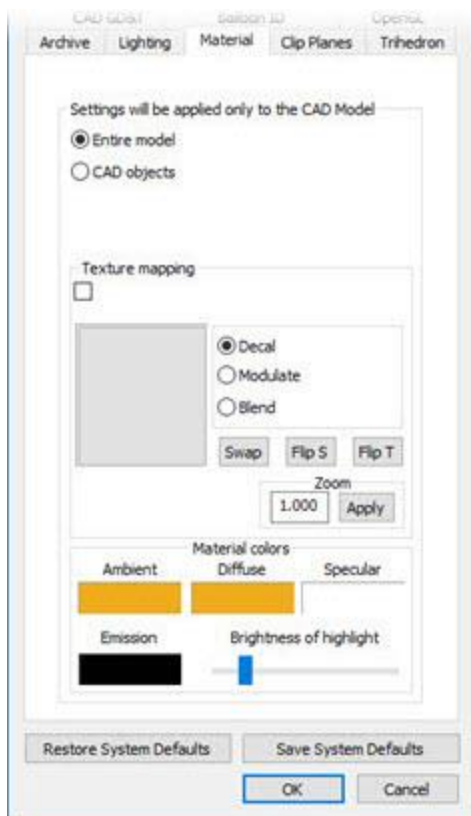 CAD GD&T Balloon ID OpenGL
Archive Lighting Material Clip Planes Trihedron
Settings will be applied only to the CAD Model
Entire model
CAD objects
Texture mapping
Decal
Modulate
Blend
Swap Flip S Flip T
Zoom
1.000 Apply
Material colors
Ambient Diffuse Specular
Emission Brightness of highlight
Restore System Defaults Save System Defaults
OK Cancel